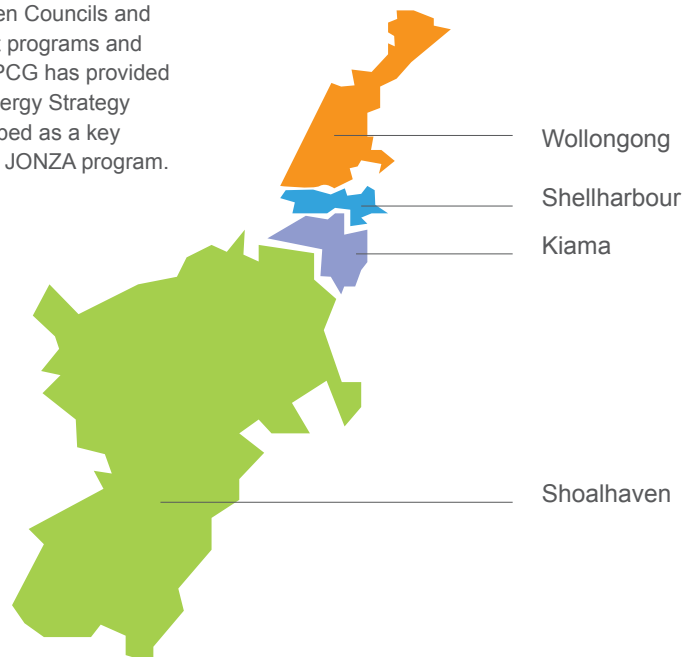 en Councils and
programs and
PCG has provided
ergy Strategy
ped as a key
JONZA program.
Wollongong
Shellharbour
Kiama
Shoalhaven